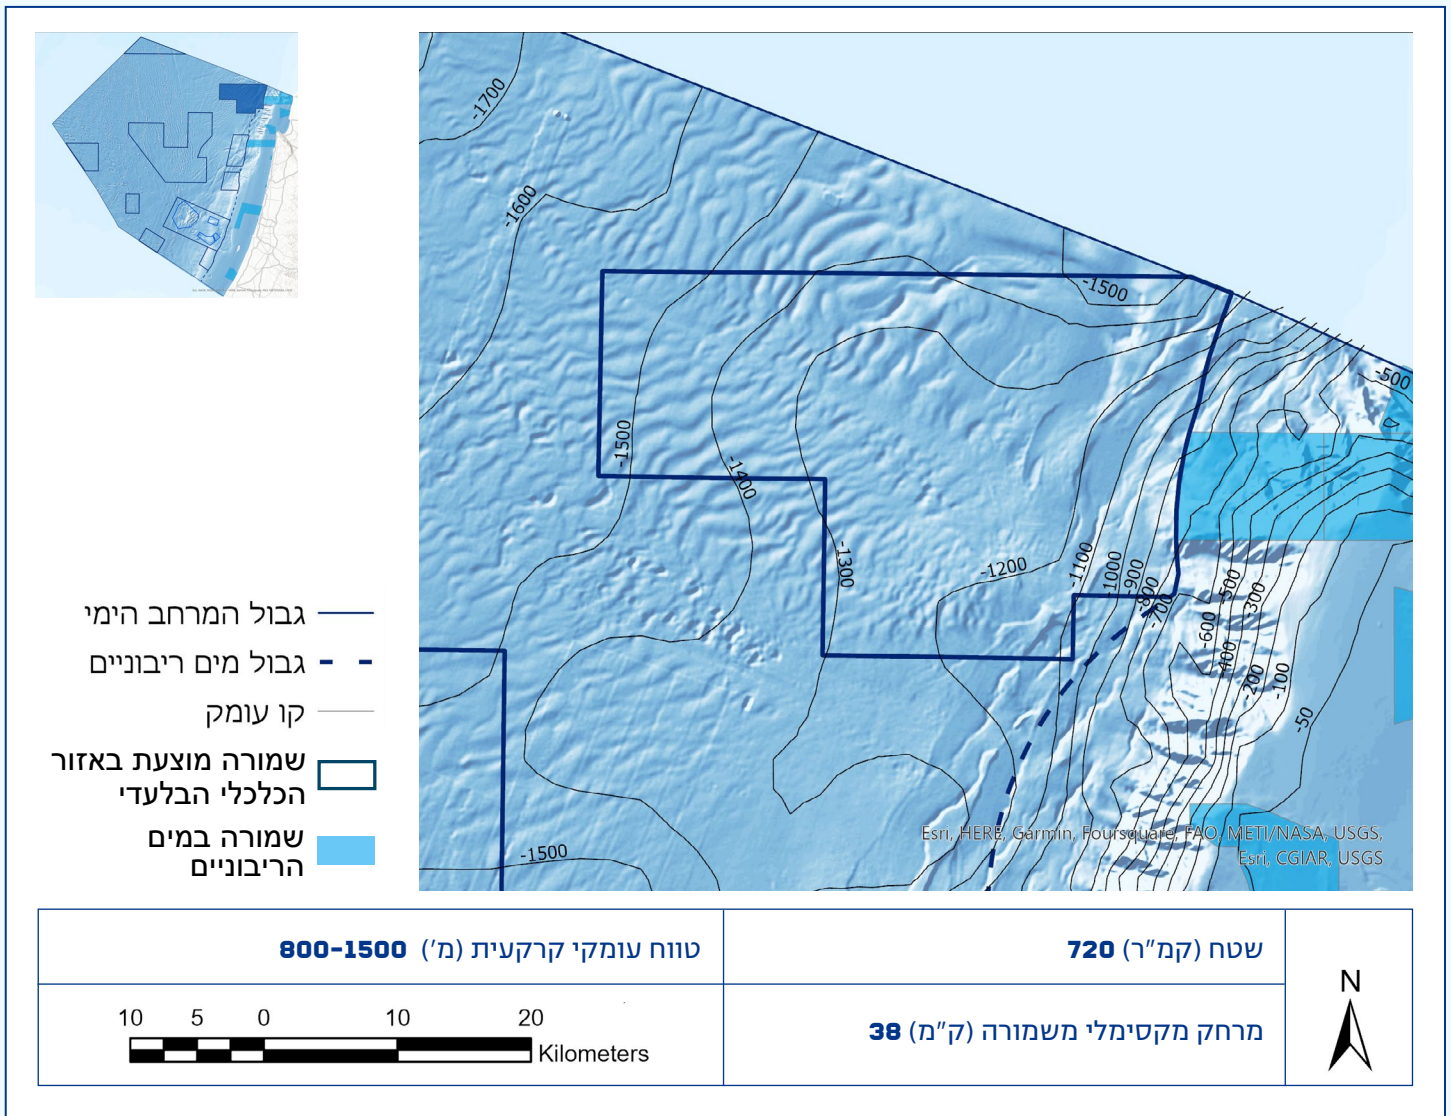 -1700
-1600
-1500
-500
-1500
-1400
-1300
-1200
-1100
-1000
-900
-800
-700
-600
-500
-400
-300
-200
-100
-50
-1500
Esri, HERE, Garmin, Foursquare, FAO, METI/NASA, USGS,
Esri, CGIAR, USGS
גבול המרחב הימי
גבול מים ריבוניים
קו עומק
שמורה מוצעת באזור
הכלכלי הבלעדי
שמורה במים
הריבוניים
N
שטח (קמ"ר) 720
טווח עומקי קרקעית (מ') 800-1500
מרחק מקסימלי משמורה (ק"מ) 38
10 5 0 10 20
Kilometers